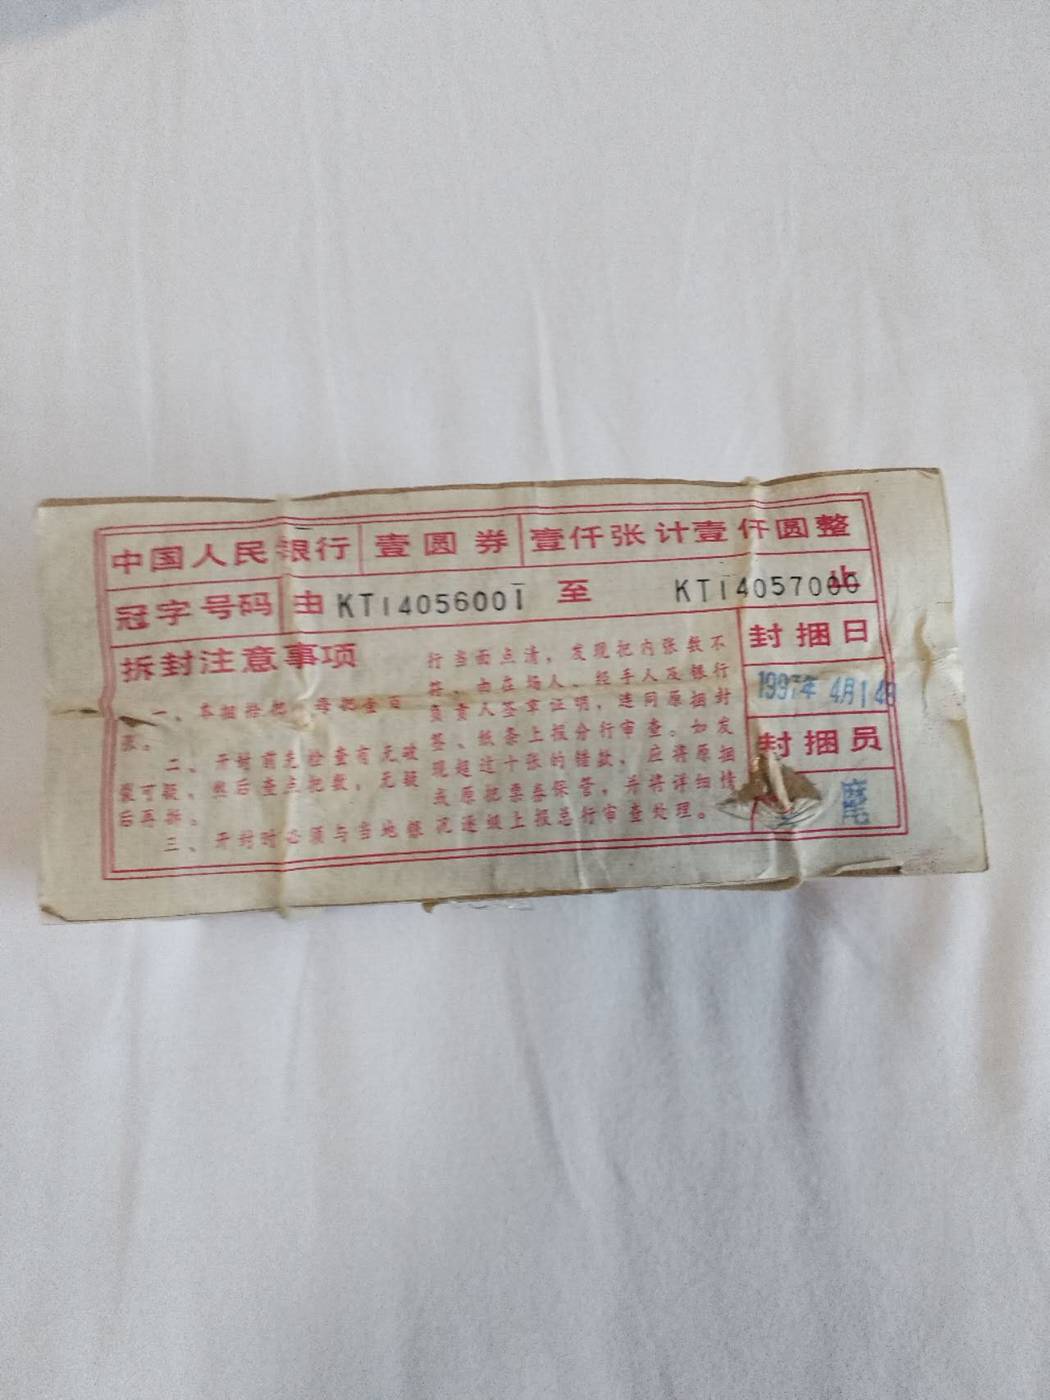 中国人民银行 壹圆券 壹仟张计壹仟圆整
冠字号码 由 KT14056001 至 KT14057000 止
拆封注意事项
一、本捆拾把，每把壹百
张。
二、开封前先检查有无破
裂可疑，然后查点把数，无疑
后再拆。
三、开封时必须与当地银
行当面点清，发现把内张数不
符，由在场人、经手人及银行
负责人签章证明，连同原捆封
签、纸条上报分行审查。如发
现超过十张的错款，应将原捆
或原把票券保管，并将详细情
况逐级上报总行审查处理。
封捆日
1997年 4月14日
封捆员